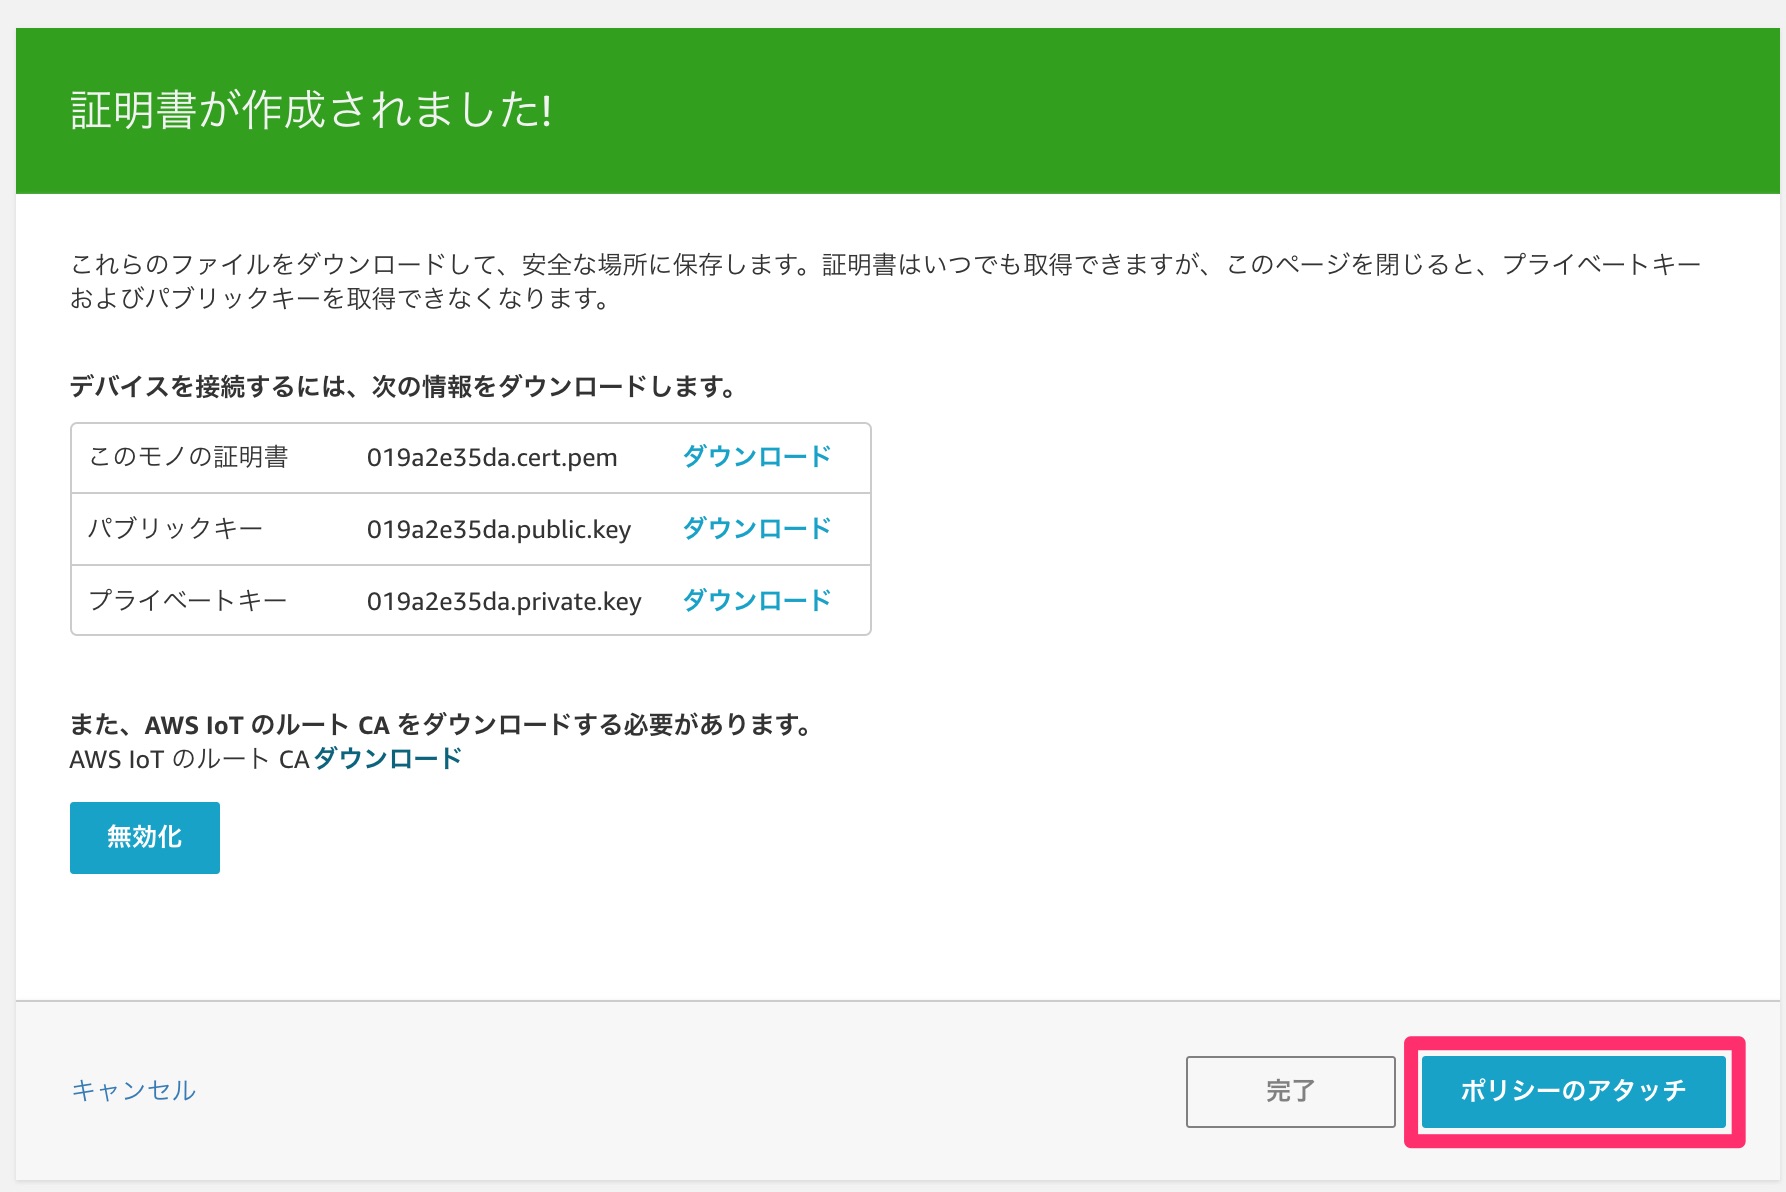 証明書が作成されました!
これらのファイルをダウンロードして、安全な場所に保存します。証明書はいつでも取得できますが、このページを閉じると、プライベートキー
およびパブリックキーを取得できなくなります。
デバイスを接続するには、次の情報をダウンロードします。
このモノの証明書 019a2e35da.cert.pem ダウンロード
パブリックキー 019a2e35da.public.key ダウンロード
プライベートキー 019a2e35da.private.key ダウンロード
また、AWS IoT のルート CA をダウンロードする必要があります。
AWS IoT のルート CAダウンロード
無効化
キャンセル 完了 ポリシーのアタッチ